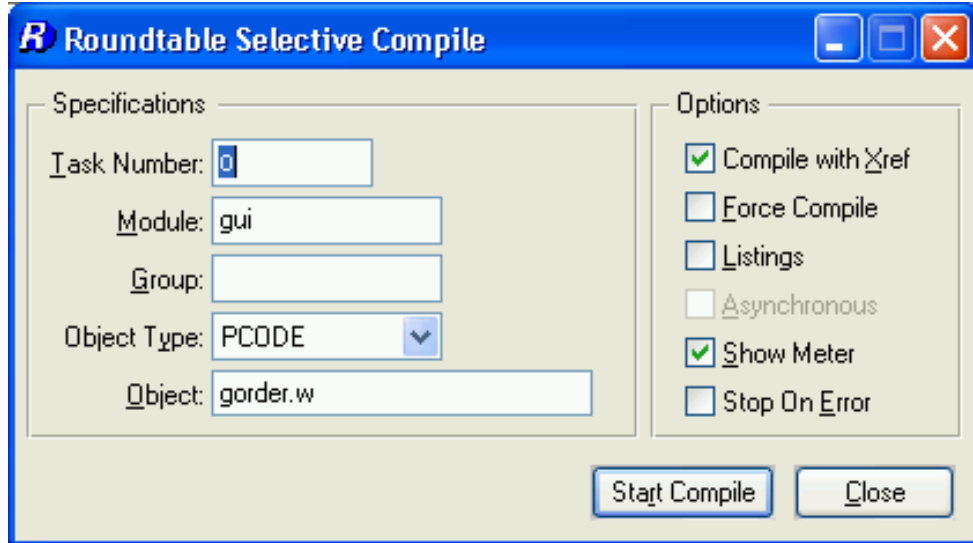 R Roundtable Selective Compile
Specifications
Task Number: 0
Module: gui
Group:
Object Type: PCODE
Object: gorder.w
Options
Compile with Xref
Force Compile
Listings
Asynchronous
Show Meter
Stop On Error
Start Compile
Close